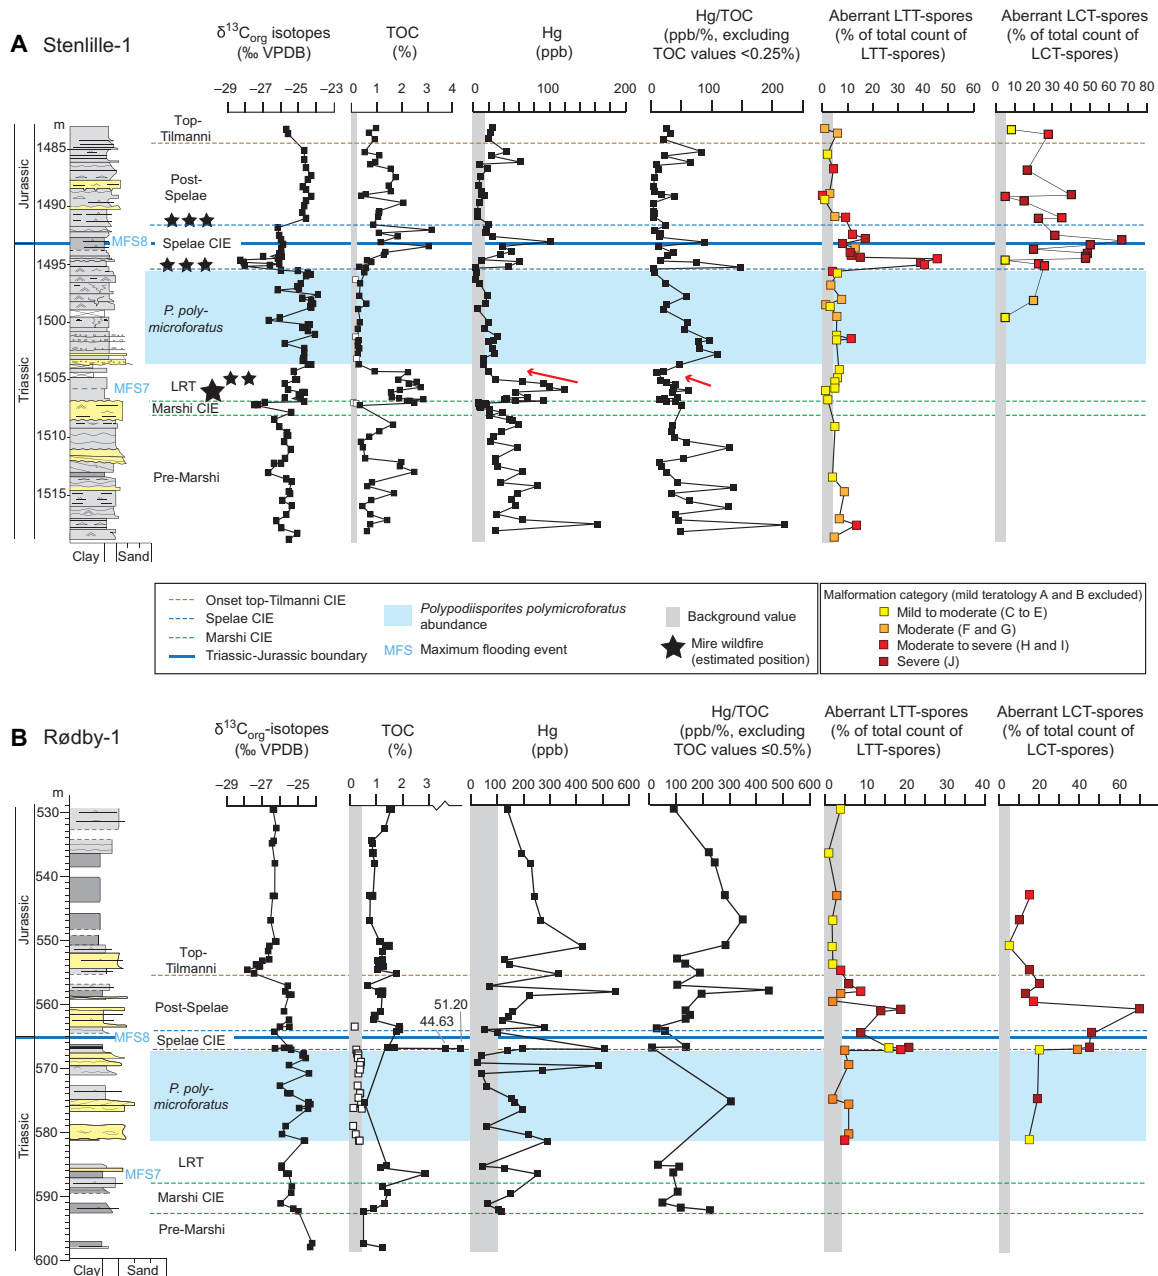 A Stenlille-1
δ13Corg isotopes
(‰ VPDB)
TOC
(%)
Hg
(ppb)
Hg/TOC
(ppb/%, excluding
TOC values <0.25%)
Aberrant LTT-spores
(% of total count of
LTT-spores)
Aberrant LCT-spores
(% of total count of
LCT-spores)
−29 −27 −25 −23
0 1 2 3 4
0 100 200
0 100 200
0 10 20 30 40 60
0 10 20 30 40 50 60 70 80
m
Jurassic
Triassic
1485
1490
1495
1500
1505
1510
1515
Top-
Tilmanni
Post-
Spelae
MFS8
Spelae CIE
P. poly-
microforatus
MFS7
LRT
Marshi CIE
Pre-Marshi
Clay Sand
Onset top-Tilmanni CIE
Spelae CIE
Marshi CIE
Triassic-Jurassic boundary
Polypodiisporites polymicroforatus
abundance
MFS Maximum flooding event
Background value
Mire wildfire
(estimated position)
Malformation category (mild teratology A and B excluded)
Mild to moderate (C to E)
Moderate (F and G)
Moderate to severe (H and I)
Severe (J)
B Rødby-1
δ13Corg-isotopes
(‰ VPDB)
TOC
(%)
Hg
(ppb)
Hg/TOC
(ppb/%, excluding
TOC values ≤0.5%)
Aberrant LTT-spores
(% of total count of
LTT-spores)
Aberrant LCT-spores
(% of total count of
LCT-spores)
−29 −27 −25
0 1 2 3
0 100 200 300 400 500 600
0 100 200 300 400 500
0 10 20 30 40
0 20 40 60
m
Jurassic
Triassic
530
540
550
560
570
580
590
600
Top-
Tilmanni
Post-Spelae
51.20
44.63
MFS8
Spelae CIE
P. poly-
microforatus
LRT
MFS7
Marshi CIE
Pre-Marshi
Clay Sand